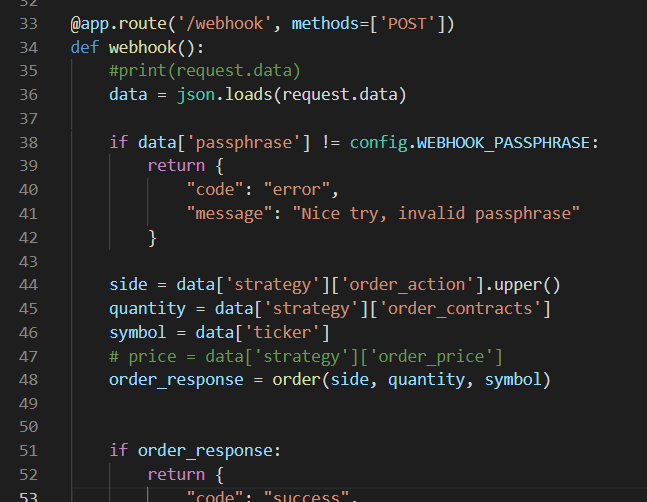 32
33 @app.route('/webhook', methods=['POST'])
34 def webhook():
35     #print(request.data)
36     data = json.loads(request.data)
37
38     if data['passphrase'] != config.WEBHOOK_PASSPHRASE:
39         return {
40             "code": "error",
41             "message": "Nice try, invalid passphrase"
42         }
43
44     side = data['strategy']['order_action'].upper()
45     quantity = data['strategy']['order_contracts']
46     symbol = data['ticker']
47     # price = data['strategy']['order_price']
48     order_response = order(side, quantity, symbol)
49
50
51     if order_response:
52         return {
53             "code": "success",